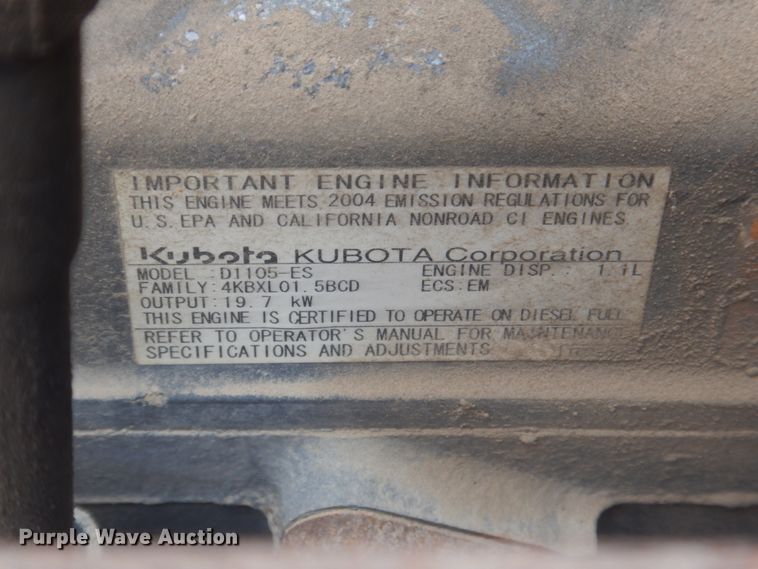 IMPORTANT ENGINE INFORMATION
THIS ENGINE MEETS 2004 EMISSION REGULATIONS FOR
U.S. EPA AND CALIFORNIA NONROAD CI ENGINES.
Kubota KUBOTA Corporation
MODEL :D1105-ES ENGINE DISP. : 1.1L
FAMILY:4KBXL01.5BCD ECS:EM
OUTPUT:19.7 kW
THIS ENGINE IS CERTIFIED TO OPERATE ON DIESEL FUEL
REFER TO OPERATOR'S MANUAL FOR MAINTENANCE
SPECIFICATIONS AND ADJUSTMENTS
Purple Wave Auction